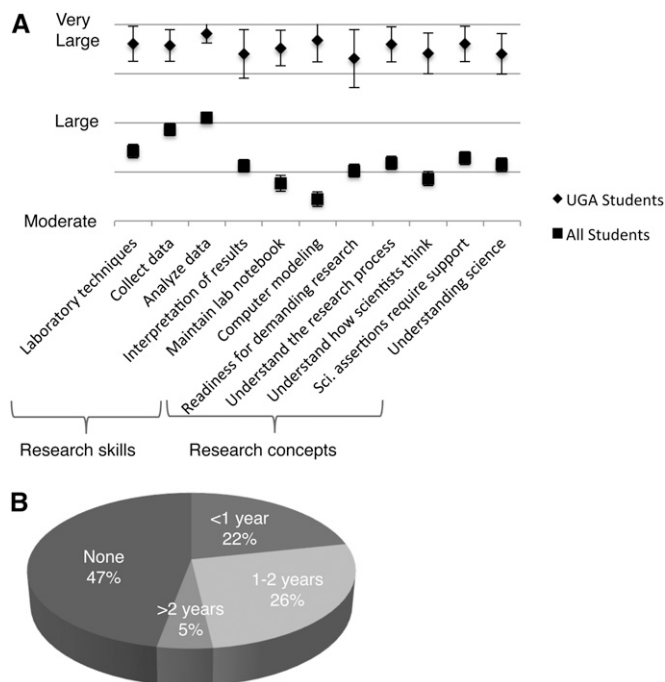 A
Very
Large
Large
Moderate
UGA Students
All Students
Laboratory techniques
Collect data
Analyze data
Interpretation of results
Maintain lab notebook
Computer modeling
Readiness for demanding research
Understand the research process
Understand how scientists think
Sci. assertions require support
Understanding science
Research skills
Research concepts
B
<1 year
22%
None
47%
1-2 years
26%
>2 years
5%